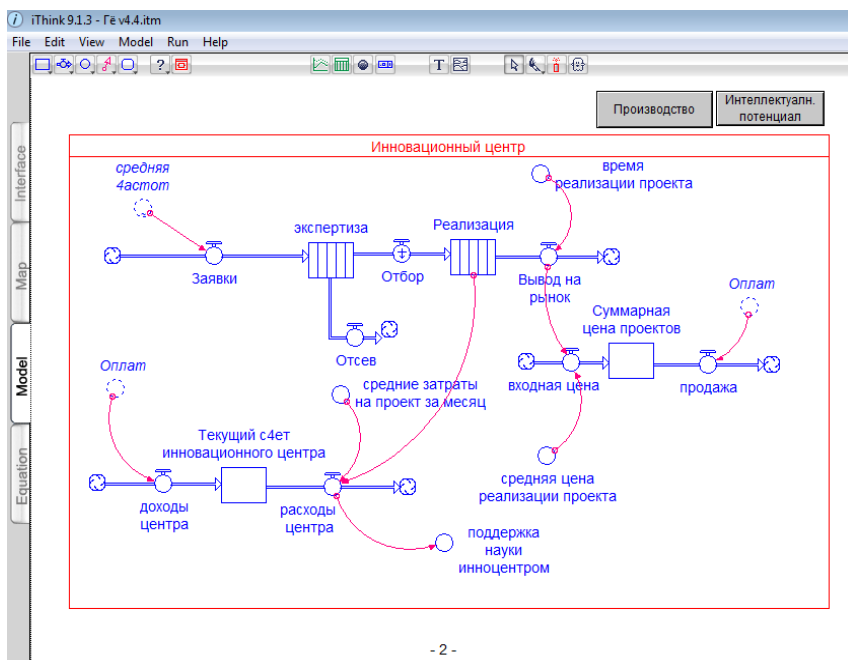 iThink 9.1.3 - Гё v4.4.itm
File Edit View Model Run Help
Производство
Интеллектуалн.
потенциал
Interface
Map
Model
Equation
Инновационный центр
средняя
4астот
Заявки
экспертиза
Отбор
Реализация
время
реализации проекта
Вывод на
рынок
Отсев
Суммарная
цена проектов
Оплат
входная цена
продажа
Оплат
средние затраты
на проект за месяц
Текущий с4ет
инновационного центра
доходы
центра
расходы
центра
средняя цена
реализации проекта
поддержка
науки
инноцентром
- 2 -